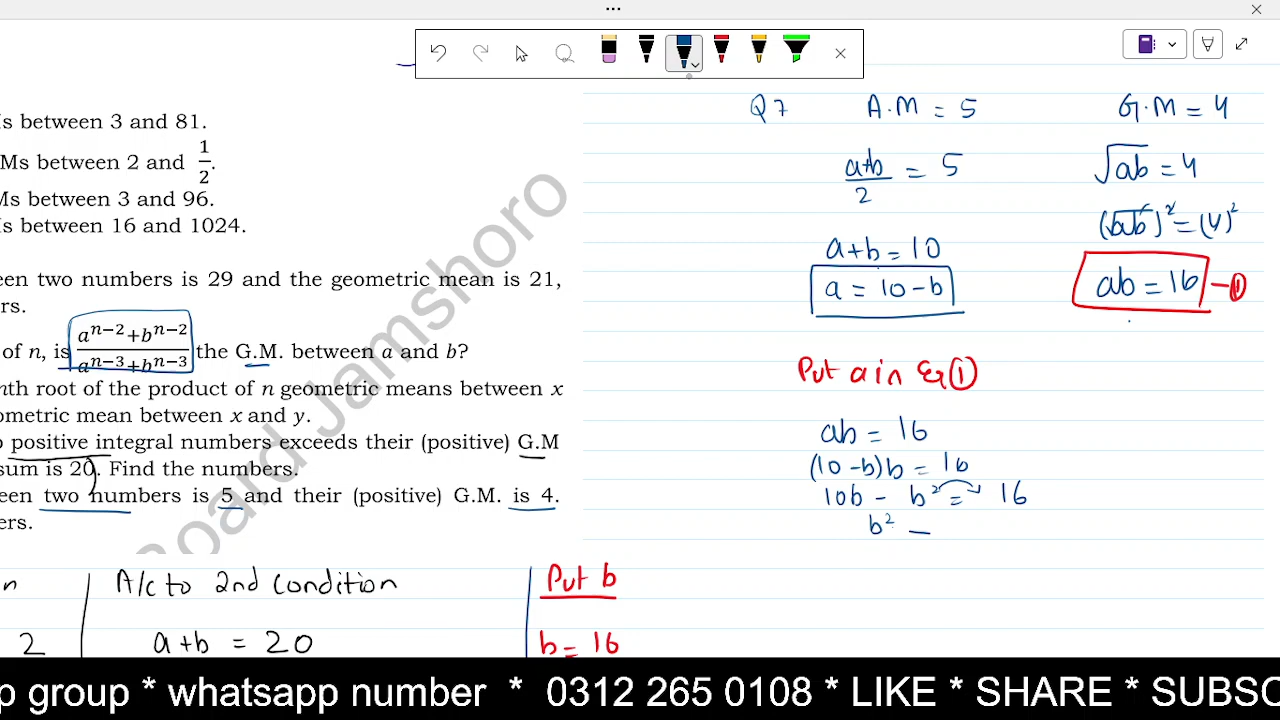 s between 3 and 81.
Ms between 2 and 1/2.
Ms between 3 and 96.
s between 16 and 1024.
een two numbers is 29 and the geometric mean is 21,
rs.
of n, is (a^{n-2}+b^{n-2})/(a^{n-3}+b^{n-3}) the G.M. between a and b?
nth root of the product of n geometric means between x
ometric mean between x and y.
o positive integral numbers exceeds their (positive) G.M
sum is 20. Find the numbers.
een two numbers is 5 and their (positive) G.M. is 4.
ers.
Board Jamshoro
Q7 A.M = 5
(a+b)/2 = 5
a+b = 10
a = 10 - b
G.M = 4
√ab = 4
(√ab)² = (4)²
ab = 16 - ①
Put a in Eq ①
ab = 16
(10 - b)b = 16
10b - b² = 16
b² -
n
2
A/c to 2nd condition
a+b = 20
Put b
b = 16
p group * whatsapp number * 0312 265 0108 * LIKE * SHARE * SUBSC